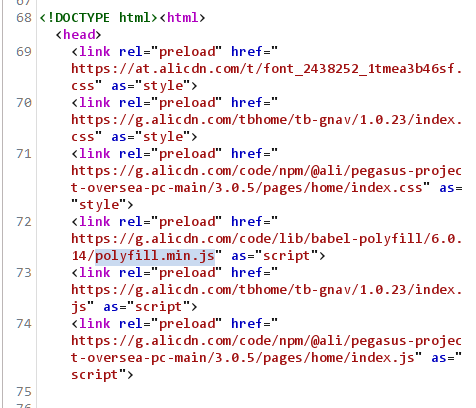 68 <!DOCTYPE html><html>
<head>
69 <link rel="preload" href="
https://at.alicdn.com/t/font_2438252_1tmea3b46sf.
css" as="style">
70 <link rel="preload" href="
https://g.alicdn.com/tbhome/tb-gnav/1.0.23/index.
css" as="style">
71 <link rel="preload" href="
https://g.alicdn.com/code/npm/@ali/pegasus-projec
t-oversea-pc-main/3.0.5/pages/home/index.css" as=
"style">
72 <link rel="preload" href="
https://g.alicdn.com/code/lib/babel-polyfill/6.0.
14/polyfill.min.js" as="script">
73 <link rel="preload" href="
https://g.alicdn.com/tbhome/tb-gnav/1.0.23/index.
js" as="script">
74 <link rel="preload" href="
https://g.alicdn.com/code/npm/@ali/pegasus-projec
t-oversea-pc-main/3.0.5/pages/home/index.js" as="
script">
75